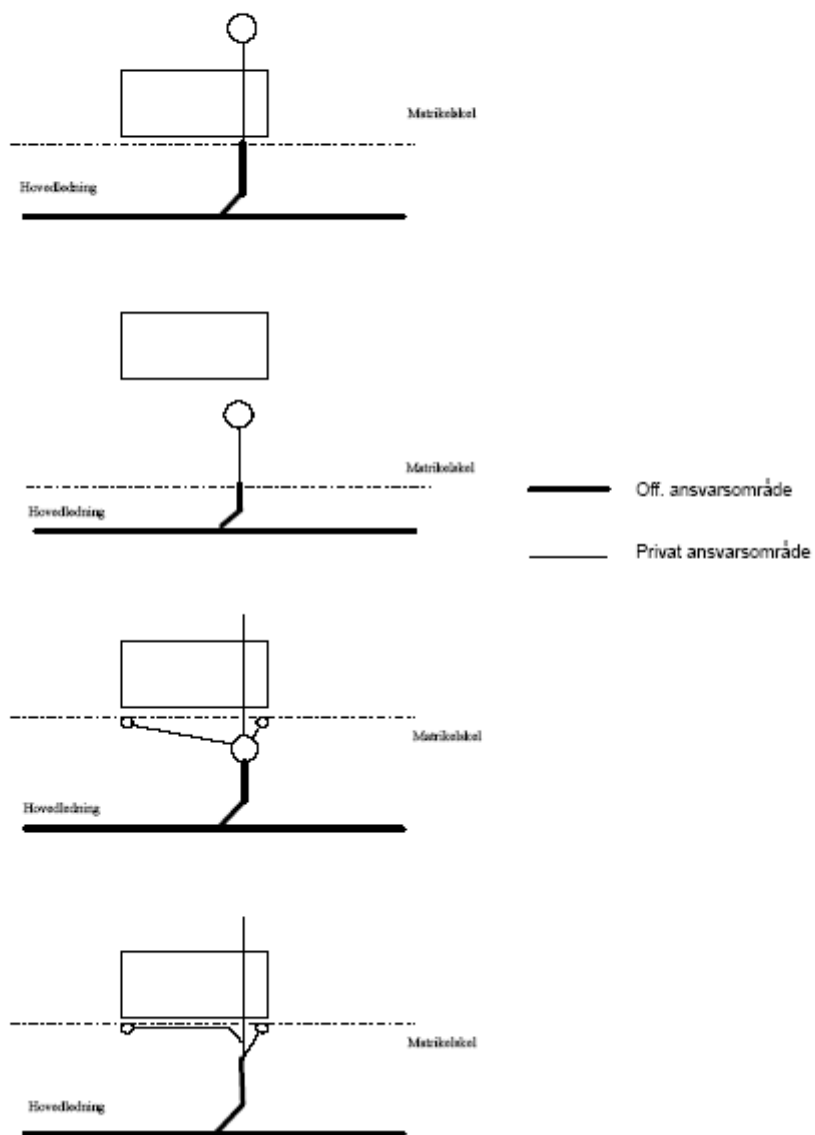 Matrikelskel
Hovedledning
Matrikelskel
Hovedledning
Off. ansvarsområde
Privat ansvarsområde
Matrikelskel
Hovedledning
Matrikelskel
Hovedledning